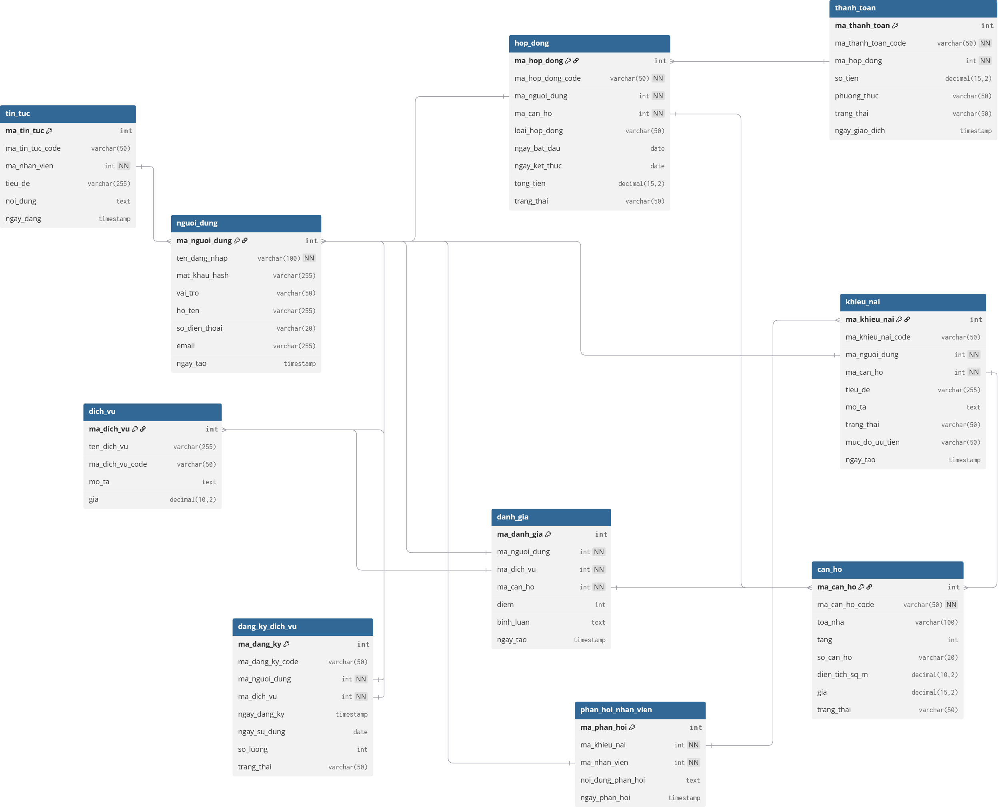 thanh_toan
ma_thanh_toan int
ma_thanh_toan_code varchar(50) NN
ma_hop_dong int NN
so_tien decimal(15,2)
phuong_thuc varchar(50)
trang_thai varchar(50)
ngay_giao_dich timestamp
hop_dong
ma_hop_dong int
ma_hop_dong_code varchar(50) NN
ma_nguoi_dung int NN
ma_can_ho int NN
loai_hop_dong varchar(50)
ngay_bat_dau date
ngay_ket_thuc date
tong_tien decimal(15,2)
trang_thai varchar(50)
tin_tuc
ma_tin_tuc int
ma_tin_tuc_code varchar(50)
ma_nhan_vien int NN
tieu_de varchar(255)
noi_dung text
ngay_dang timestamp
nguoi_dung
ma_nguoi_dung int
ten_dang_nhap varchar(100) NN
mat_khau_hash varchar(255)
vai_tro varchar(50)
ho_ten varchar(255)
so_dien_thoai varchar(20)
email varchar(255)
ngay_tao timestamp
khieu_nai
ma_khieu_nai int
ma_khieu_nai_code varchar(50)
ma_nguoi_dung int NN
ma_can_ho int NN
tieu_de varchar(255)
mo_ta text
trang_thai varchar(50)
muc_do_uu_tien varchar(50)
ngay_tao timestamp
dich_vu
ma_dich_vu int
ten_dich_vu varchar(255)
ma_dich_vu_code varchar(50)
mo_ta text
gia decimal(10,2)
danh_gia
ma_danh_gia int
ma_nguoi_dung int NN
ma_dich_vu int NN
ma_can_ho int NN
diem int
binh_luan text
ngay_tao timestamp
can_ho
ma_can_ho int
ma_can_ho_code varchar(50) NN
toa_nha varchar(100)
tang int
so_can_ho varchar(20)
dien_tich_sq_m decimal(10,2)
gia decimal(15,2)
trang_thai varchar(50)
dang_ky_dich_vu
ma_dang_ky int
ma_dang_ky_code varchar(50)
ma_nguoi_dung int NN
ma_dich_vu int NN
ngay_dang_ky timestamp
ngay_su_dung date
so_luong int
trang_thai varchar(50)
phan_hoi_nhan_vien
ma_phan_hoi int
ma_khieu_nai int NN
ma_nhan_vien int NN
noi_dung_phan_hoi text
ngay_phan_hoi timestamp